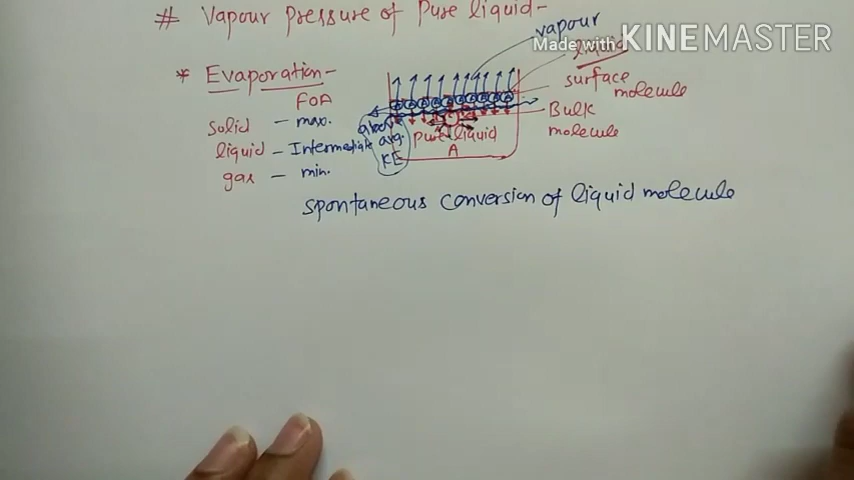 # Vapour Pressure of Pure liquid-
vapour
Made with KINEMASTER
liquid
* Evaporation-
surface
molecule
FOA
solid - max.
above
Bulk
liquid - Intermediate
avg.
Pure liquid
molecule
gas - min.
KE
A
spontaneous conversion of liquid molecule